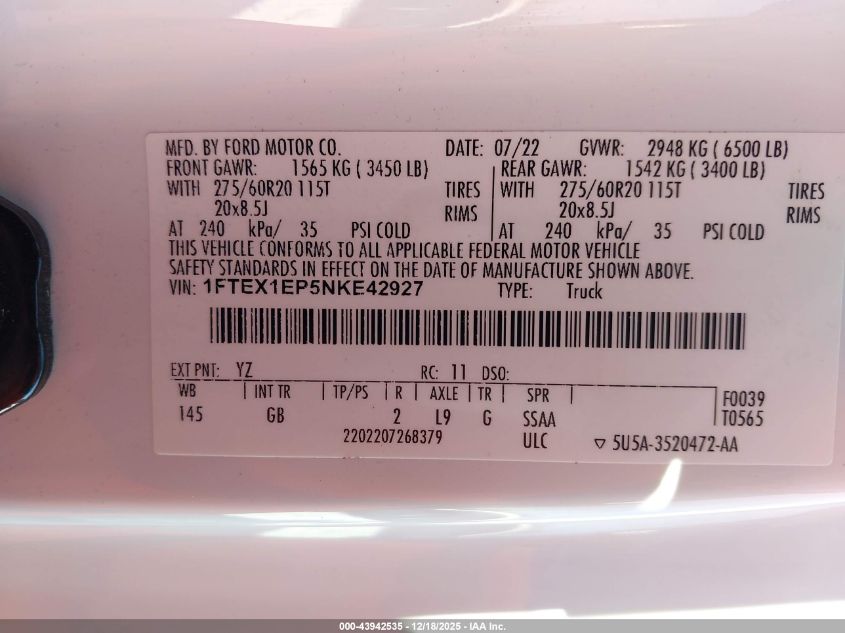 MFD. BY FORD MOTOR CO. DATE: 07/22 GVWR: 2948 KG ( 6500 LB)
FRONT GAWR: 1565 KG ( 3450 LB) REAR GAWR: 1542 KG ( 3400 LB)
WITH 275/60R20 115T TIRES WITH 275/60R20 115T TIRES
20x8.5J RIMS 20x8.5J RIMS
AT 240 kPa/ 35 PSI COLD AT 240 kPa/ 35 PSI COLD
THIS VEHICLE CONFORMS TO ALL APPLICABLE FEDERAL MOTOR VEHICLE
SAFETY STANDARDS IN EFFECT ON THE DATE OF MANUFACTURE SHOWN ABOVE.
VIN: 1FTEX1EP5NKE42927 TYPE: Truck
EXT PNT: YZ RC: 11 DSO:
WB INT TR TP/PS R AXLE TR SPR F0039
145 GB 2 L9 G SSAA T0565
2202207268379 ULC ▽ 5U5A-3520472-AA
000-43942535 - 12/18/2025 - IAA Inc.